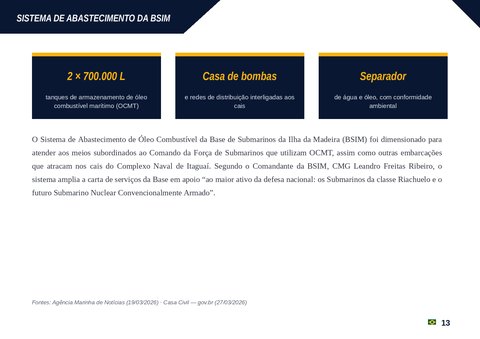 SISTEMA DE ABASTECIMENTO DA BSIM
2 × 700.000 L
tanques de armazenamento de óleo
combustível marítimo (OCMT)
Casa de bombas
e redes de distribuição interligadas aos
cais
Separador
de água e óleo, com conformidade
ambiental
O Sistema de Abastecimento de Óleo Combustível da Base de Submarinos da Ilha da Madeira (BSIM) foi dimensionado para
atender aos meios subordinados ao Comando da Força de Submarinos que utilizam OCMT, assim como outras embarcações
que atracam nos cais do Complexo Naval de Itaguaí. Segundo o Comandante da BSIM, CMG Leandro Freitas Ribeiro, o
sistema amplia a carta de serviços da Base em apoio “ao maior ativo da defesa nacional: os Submarinos da classe Riachuelo e o
futuro Submarino Nuclear Convencionalmente Armado”.
Fontes: Agência Marinha de Notícias (19/03/2026) · Casa Civil — gov.br (27/03/2026)
13